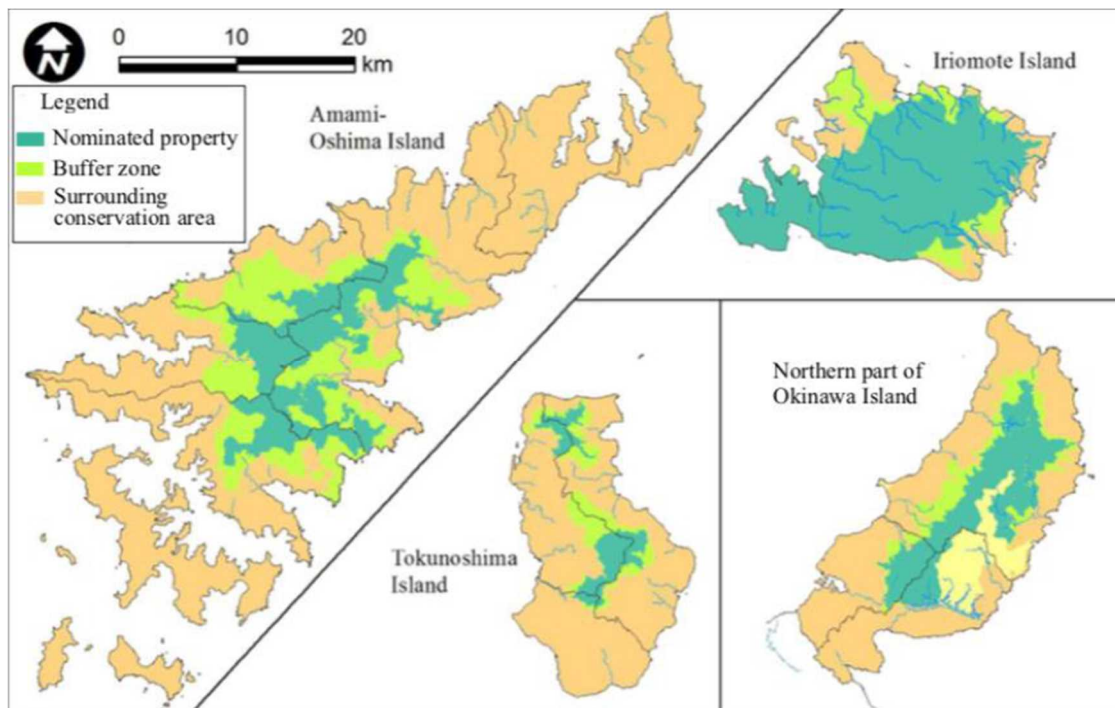 N
0 10 20
km
Legend
Nominated property
Buffer zone
Surrounding
conservation area
Amami-
Oshima Island
Iriomote Island
Tokunoshima
Island
Northern part of
Okinawa Island